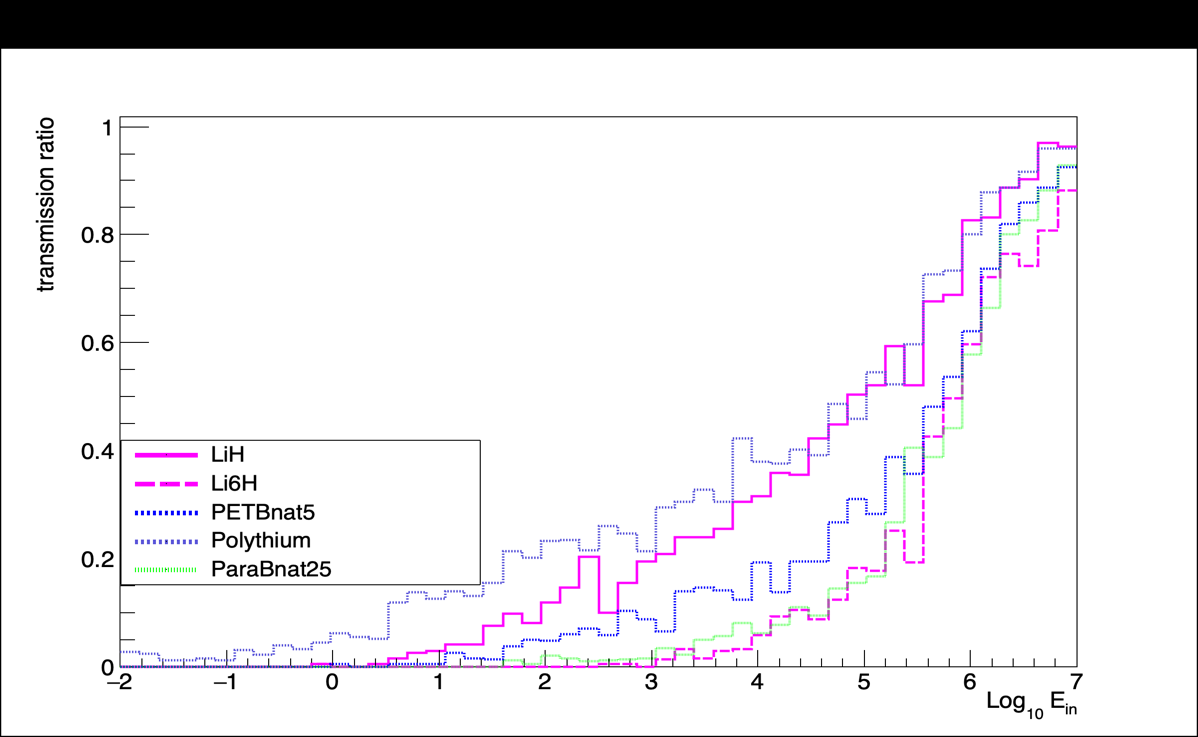 transmission ratio
1
0.8
0.6
0.4
0.2
0
LiH
Li6H
PETBnat5
Polythium
ParaBnat25
−2 −1 0 1 2 3 4 5 6 7
Log10 Ein